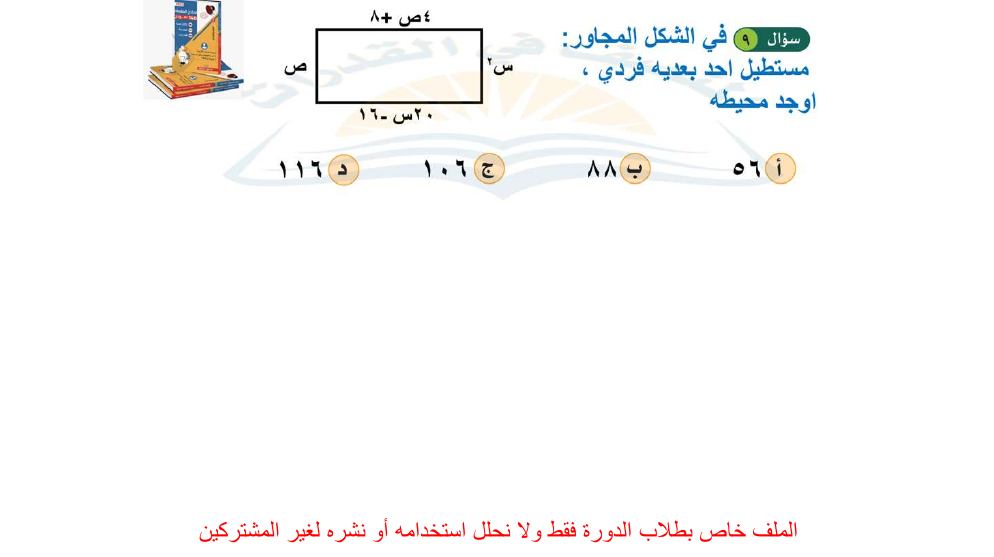 سؤال ٩ في الشكل المجاور:
مستطيل احد بعديه فردي ،
اوجد محيطه
٤ص +٨
س٢
ص
٢٠س -١٦
أ ٥٦
ب ٨٨
ج ١٠٦
د ١١٦
الملف خاص بطلاب الدورة فقط ولا نحلل استخدامه أو نشره لغير المشتركين